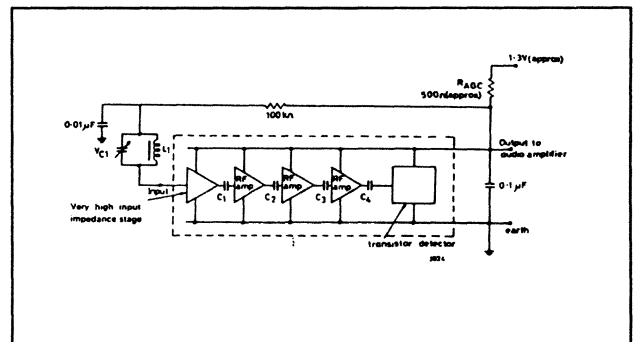 1·3V(approx)
RAGC
500Ω(approx)
100kΩ
0·01µF
VC1
L1
Output to
audio amplifier
Input
RF
amp
RF
amp
RF
amp
C1
C2
C3
C4
0·1µF
Very high input
impedance stage
earth
transistor detector